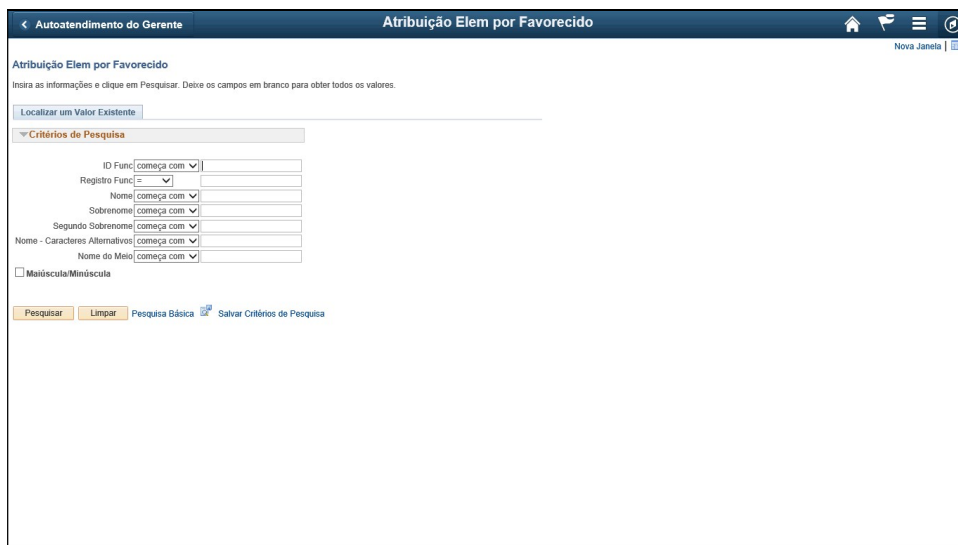 Autoatendimento do Gerente
Atribuição Elem por Favorecido
Nova Janela |
Atribuição Elem por Favorecido
Insira as informações e clique em Pesquisar. Deixe os campos em branco para obter todos os valores.
Localizar um Valor Existente
Critérios de Pesquisa
ID Func começa com
Registro Func =
Nome começa com
Sobrenome começa com
Segundo Sobrenome começa com
Nome - Caracteres Alternativos começa com
Nome do Meio começa com
Maiúscula/Minúscula
Pesquisar Limpar Pesquisa Básica Salvar Critérios de Pesquisa